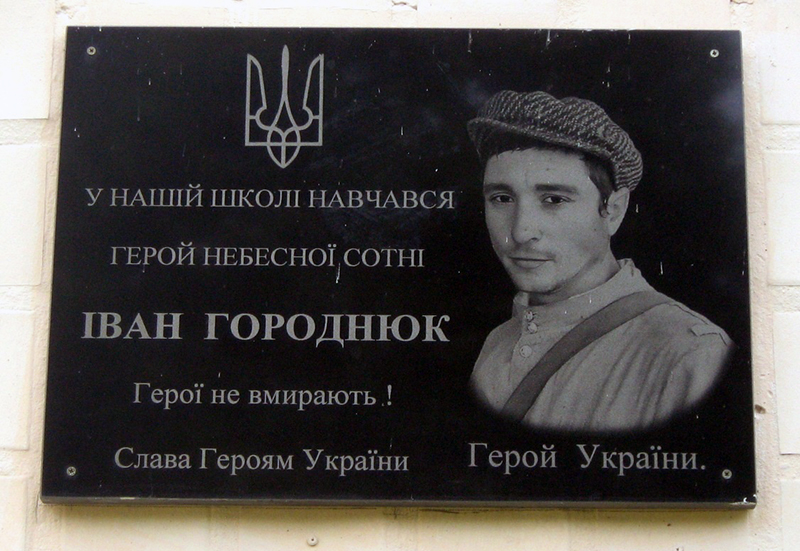 У НАШІЙ ШКОЛІ НАВЧАВСЯ
ГЕРОЙ НЕБЕСНОЇ СОТНІ
ІВАН ГОРОДНЮК
Герої не вмирають !
Слава Героям України
Герой України.